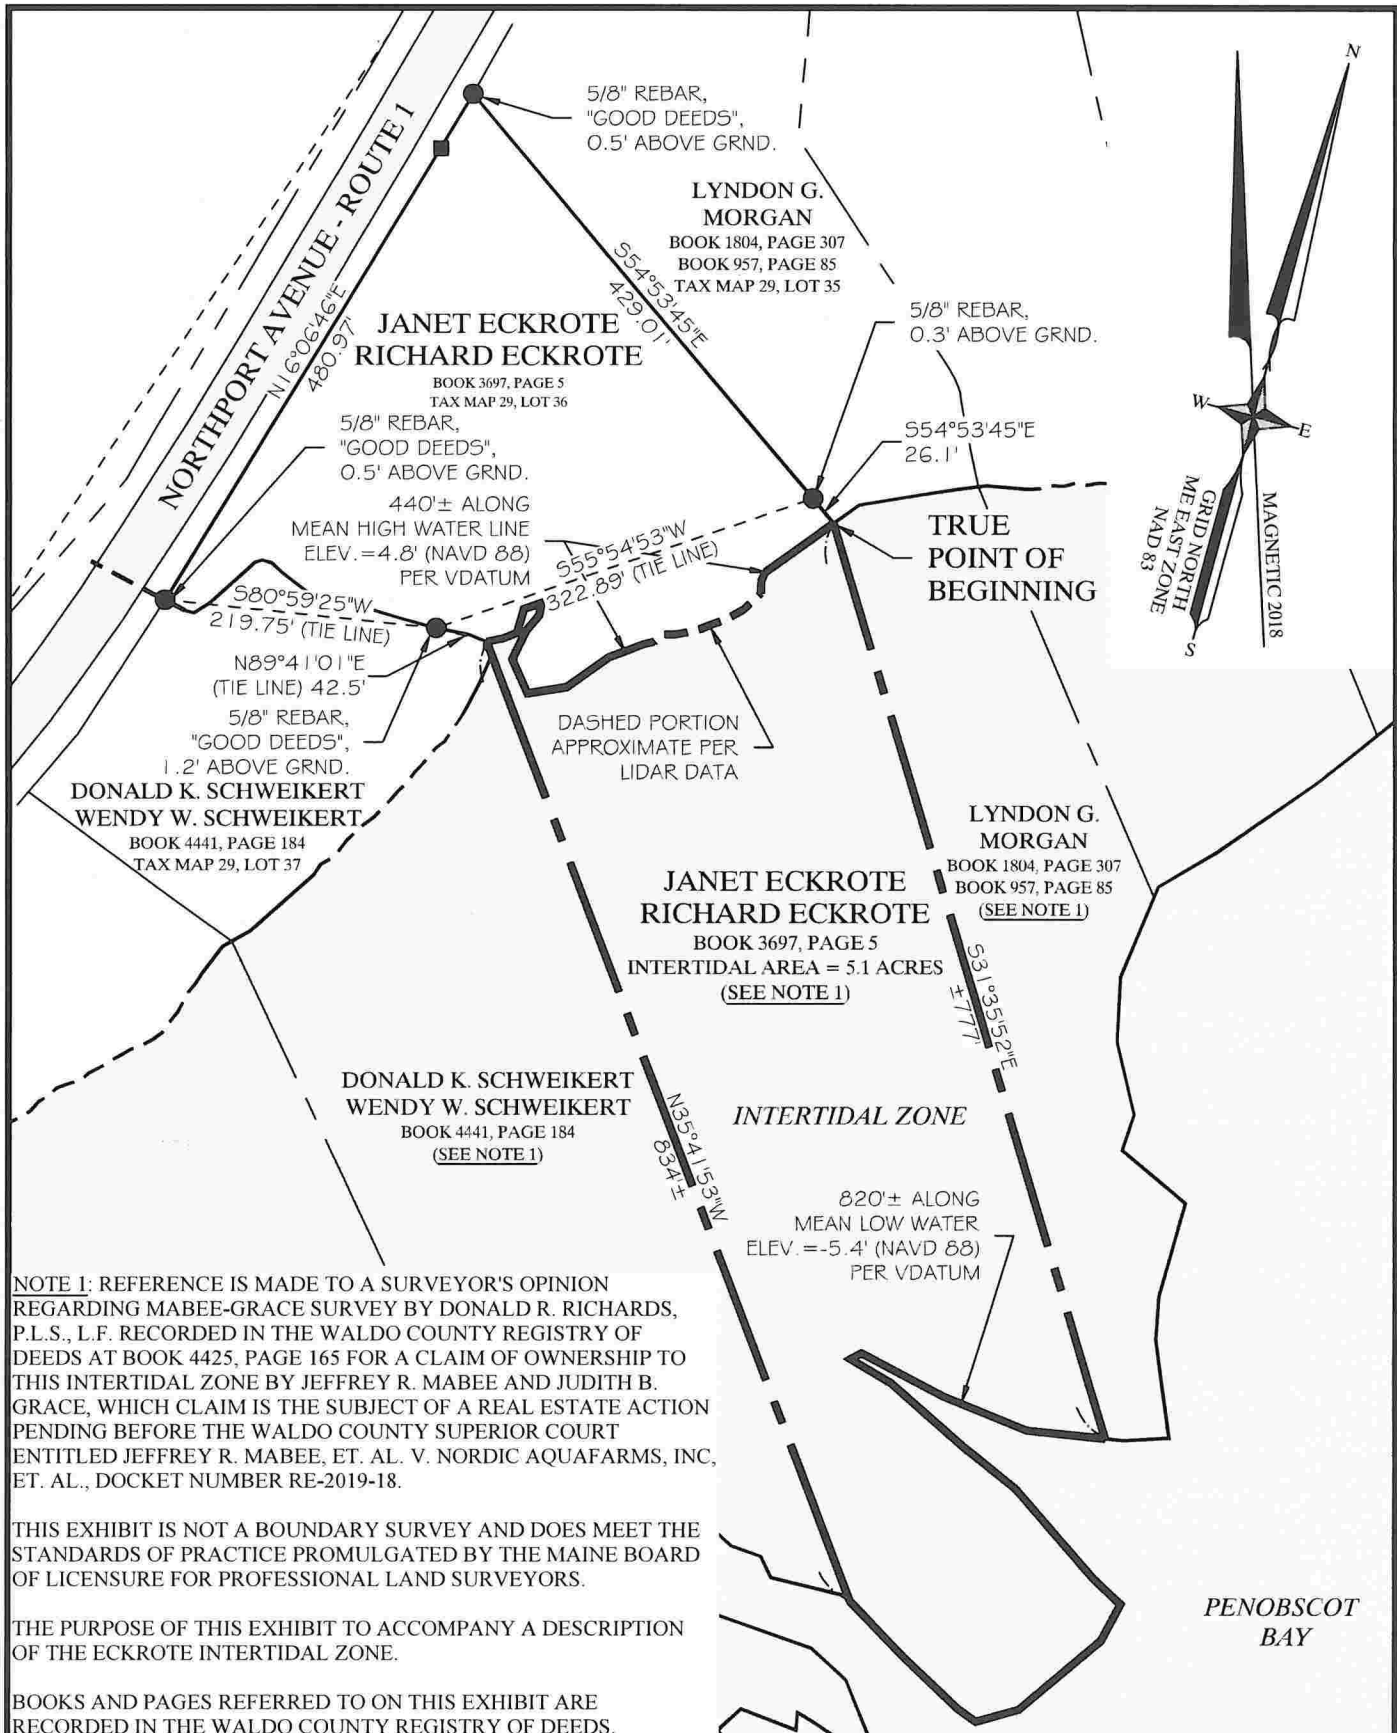 5/8" REBAR,
"GOOD DEEDS",
0.5' ABOVE GRND.
N
NORTHPORT AVENUE - ROUTE 1
LYNDON G.
MORGAN
BOOK 1804, PAGE 307
BOOK 957, PAGE 85
TAX MAP 29, LOT 35
S54°53'45"E
429.01'
N16°06'46"E
480.97'
JANET ECKROTE
RICHARD ECKROTE
BOOK 3697, PAGE 5
TAX MAP 29, LOT 36
5/8" REBAR,
0.3' ABOVE GRND.
W
E
S
GRID NORTH
ME EAST ZONE
NAD 83
MAGNETIC 2018
5/8" REBAR,
"GOOD DEEDS",
0.5' ABOVE GRND.
S54°53'45"E
26.1'
440'± ALONG
MEAN HIGH WATER LINE
ELEV.=4.8' (NAVD 88)
PER VDATUM
S55°54'53"W
322.89' (TIE LINE)
TRUE
POINT OF
BEGINNING
S80°59'25"W
219.75' (TIE LINE)
N89°41'01"E
(TIE LINE) 42.5'
5/8" REBAR,
"GOOD DEEDS",
1.2' ABOVE GRND.
DASHED PORTION
APPROXIMATE PER
LIDAR DATA
DONALD K. SCHWEIKERT
WENDY W. SCHWEIKERT
BOOK 4441, PAGE 184
TAX MAP 29, LOT 37
LYNDON G.
MORGAN
BOOK 1804, PAGE 307
BOOK 957, PAGE 85
(SEE NOTE 1)
JANET ECKROTE
RICHARD ECKROTE
BOOK 3697, PAGE 5
INTERTIDAL AREA = 5.1 ACRES
(SEE NOTE 1)
S31°35'52"E
±777'
DONALD K. SCHWEIKERT
WENDY W. SCHWEIKERT
BOOK 4441, PAGE 184
(SEE NOTE 1)
N35°41'53"W
834'±
INTERTIDAL ZONE
820'± ALONG
MEAN LOW WATER
ELEV.=-5.4' (NAVD 88)
PER VDATUM
NOTE 1: REFERENCE IS MADE TO A SURVEYOR'S OPINION
REGARDING MABEE-GRACE SURVEY BY DONALD R. RICHARDS,
P.L.S., L.F. RECORDED IN THE WALDO COUNTY REGISTRY OF
DEEDS AT BOOK 4425, PAGE 165 FOR A CLAIM OF OWNERSHIP TO
THIS INTERTIDAL ZONE BY JEFFREY R. MABEE AND JUDITH B.
GRACE, WHICH CLAIM IS THE SUBJECT OF A REAL ESTATE ACTION
PENDING BEFORE THE WALDO COUNTY SUPERIOR COURT
ENTITLED JEFFREY R. MABEE, ET. AL. V. NORDIC AQUAFARMS, INC,
ET. AL., DOCKET NUMBER RE-2019-18.
THIS EXHIBIT IS NOT A BOUNDARY SURVEY AND DOES MEET THE
STANDARDS OF PRACTICE PROMULGATED BY THE MAINE BOARD
OF LICENSURE FOR PROFESSIONAL LAND SURVEYORS.
THE PURPOSE OF THIS EXHIBIT TO ACCOMPANY A DESCRIPTION
OF THE ECKROTE INTERTIDAL ZONE.
BOOKS AND PAGES REFERRED TO ON THIS EXHIBIT ARE
RECORDED IN THE WALDO COUNTY REGISTRY OF DEEDS.
PENOBSCOT
BAY